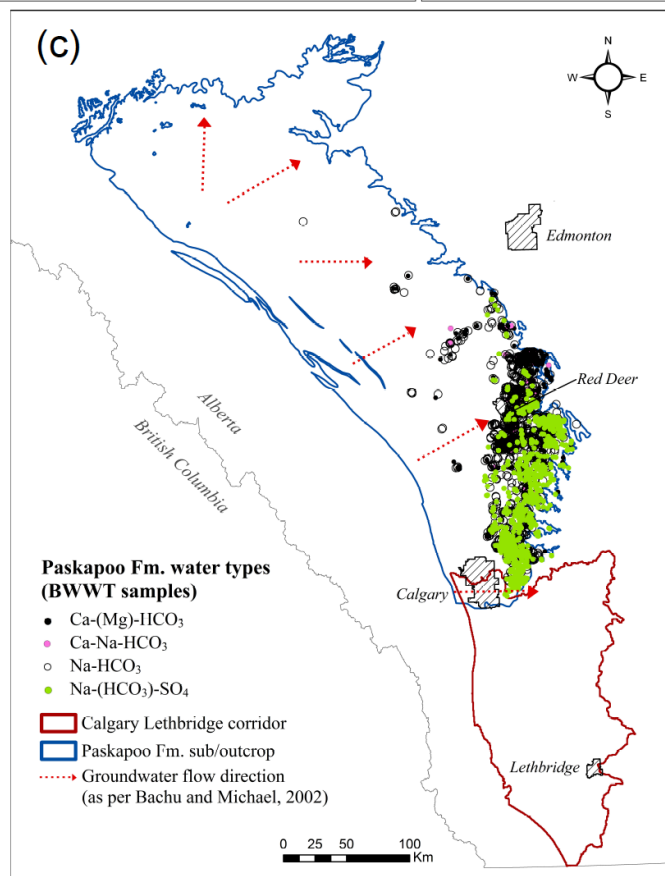 (c)
N
W
E
S
Edmonton
Red Deer
Alberta
British Columbia
Paskapoo Fm. water types
(BWWT samples)
Ca-(Mg)-HCO₃
Ca-Na-HCO₃
Na-HCO₃
Na-(HCO₃)-SO₄
Calgary
Calgary Lethbridge corridor
Paskapoo Fm. sub/outcrop
Groundwater flow direction
(as per Bachu and Michael, 2002)
Lethbridge
0 25 50 100
Km